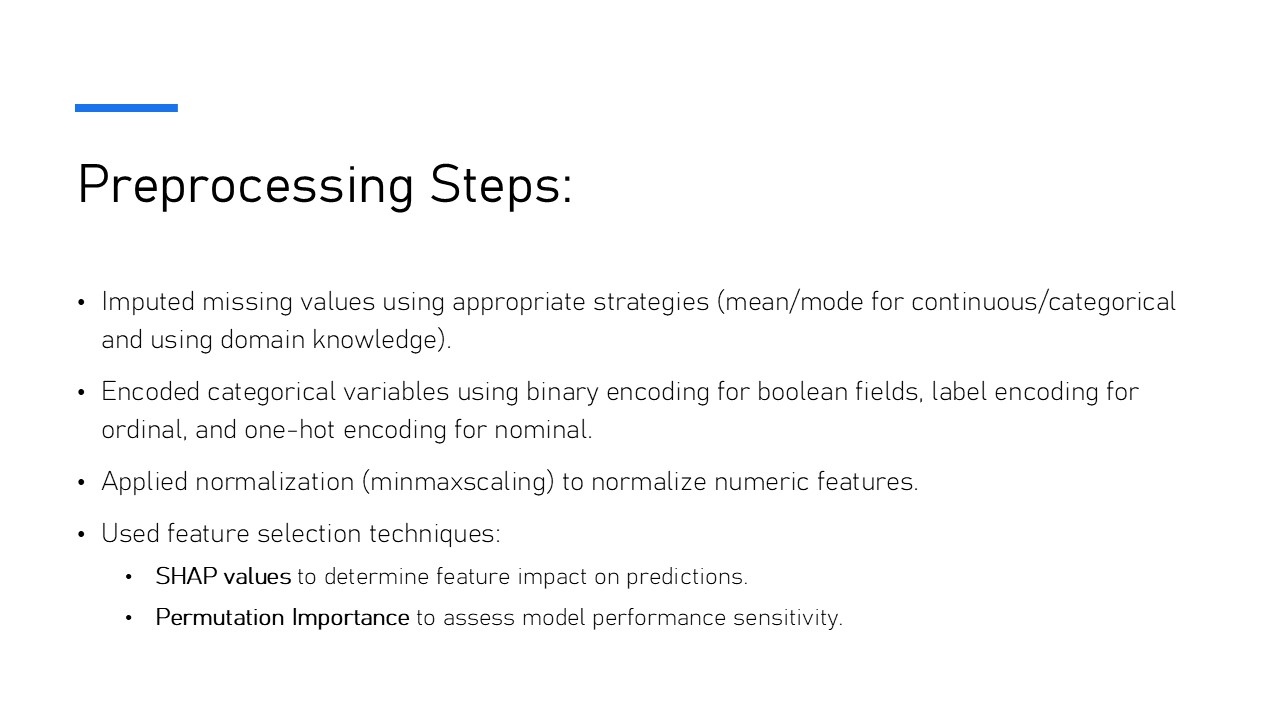 Preprocessing Steps:
• Imputed missing values using appropriate strategies (mean/mode for continuous/categorical
and using domain knowledge).
• Encoded categorical variables using binary encoding for boolean fields, label encoding for
ordinal, and one-hot encoding for nominal.
• Applied normalization (minmaxscaling) to normalize numeric features.
• Used feature selection techniques:
• SHAP values to determine feature impact on predictions.
• Permutation Importance to assess model performance sensitivity.